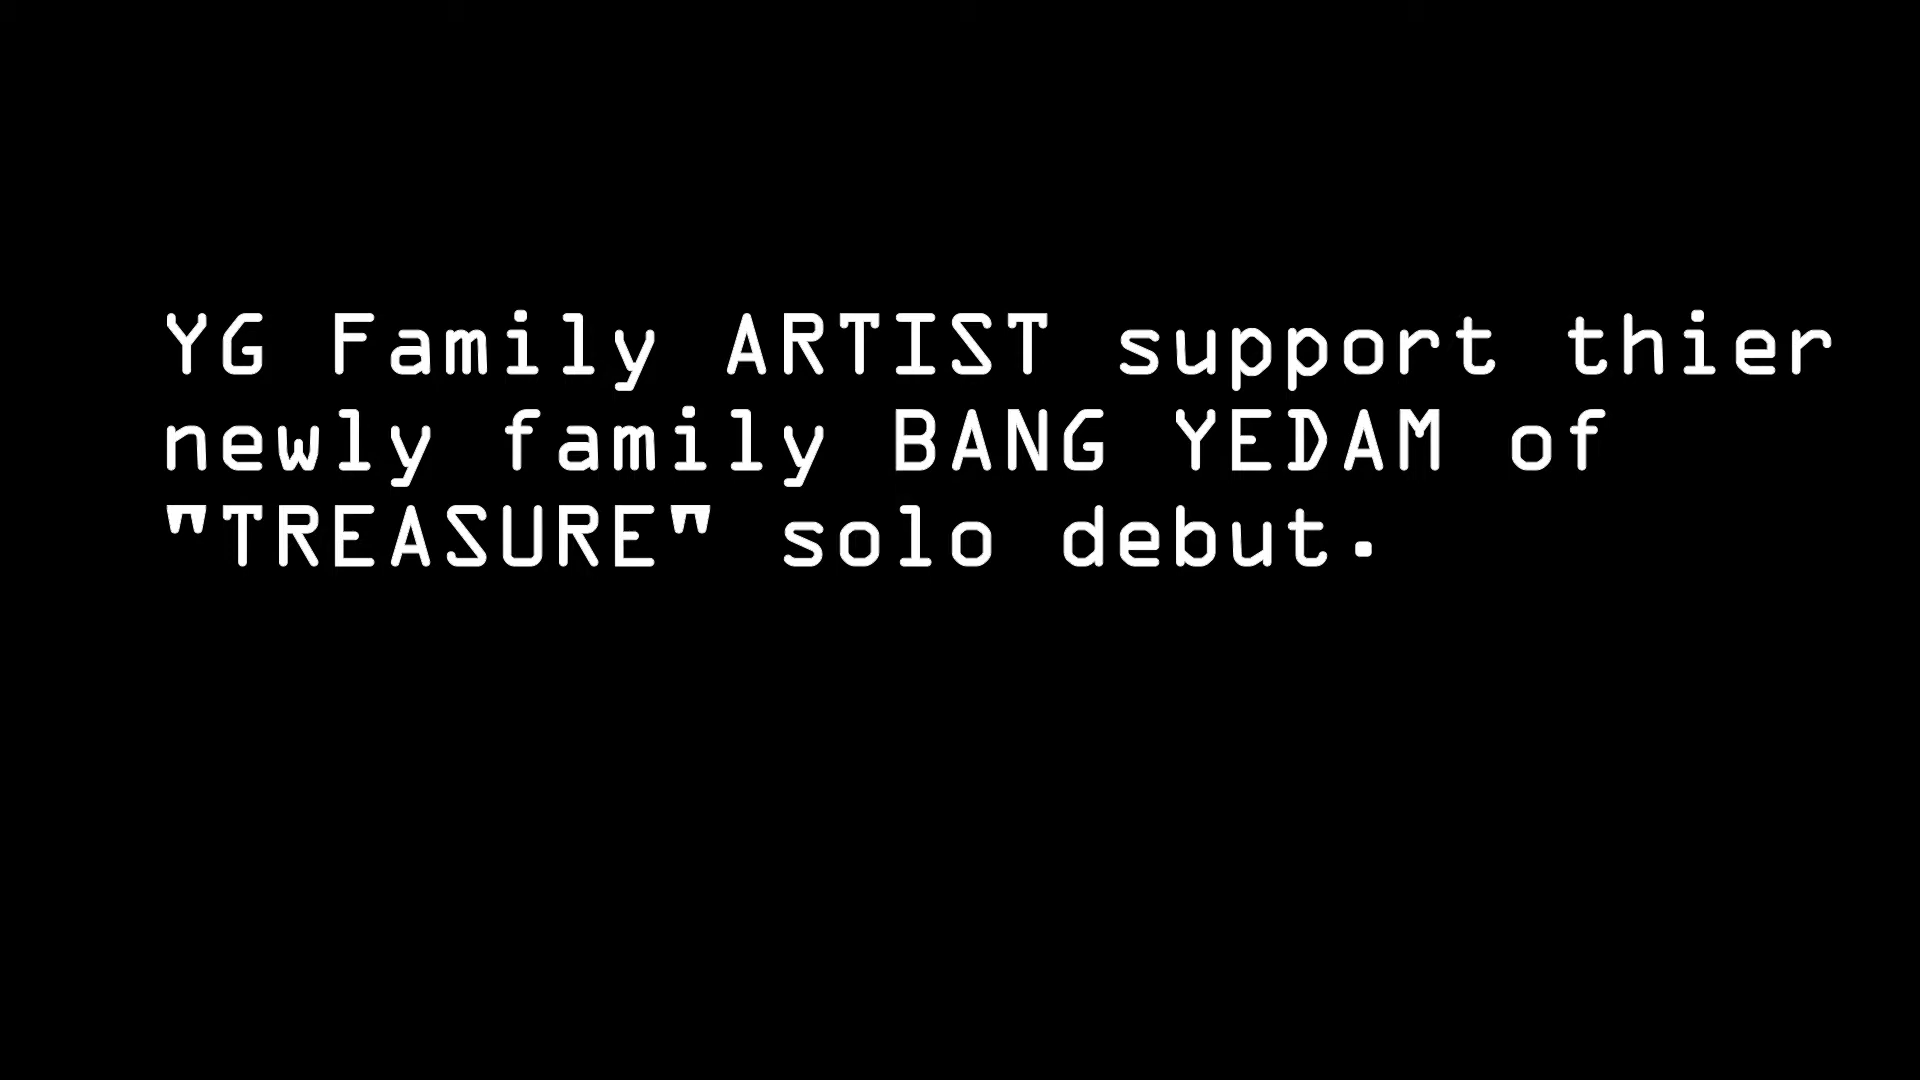 YG Family ARTIST support thier
newly family BANG YEDAM of
"TREASURE" solo debut.